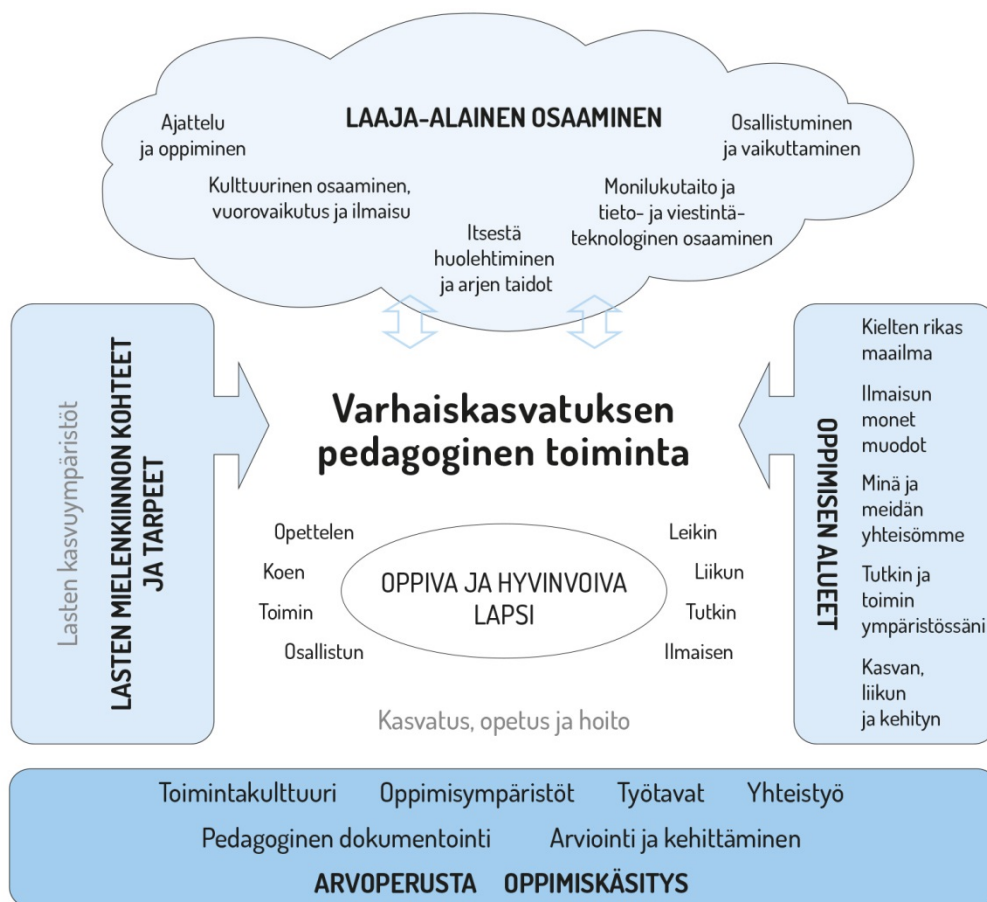 LAAJA-ALAINEN OSAAMINEN
Ajattelu
ja oppiminen
Osallistuminen
ja vaikuttaminen
Kulttuurinen osaaminen,
vuorovaikutus ja ilmaisu
Monilukutaito ja
tieto- ja viestintä-
teknologinen osaaminen
Itsestä
huolehtiminen
ja arjen taidot
Lasten kasvuympäristöt
LASTEN MIELENKIINNON KOHTEET
JA TARPEET
Varhaiskasvatuksen
pedagoginen toiminta
Opettelen
Koen
Toimin
Osallistun
OPPIVA JA HYVINVOIVA
LAPSI
Leikin
Liikun
Tutkin
Ilmaisen
Kasvatus, opetus ja hoito
OPPIMISEN ALUEET
Kielten rikas
maailma
Ilmaisun
monet
muodot
Minä ja
meidän
yhteisömme
Tutkin ja
toimin
ympäristössäni
Kasvan,
liikun
ja kehityn
Toimintakulttuuri Oppimisympäristöt Työtavat Yhteistyö
Pedagoginen dokumentointi Arviointi ja kehittäminen
ARVOPERUSTA OPPIMISKÄSITYS